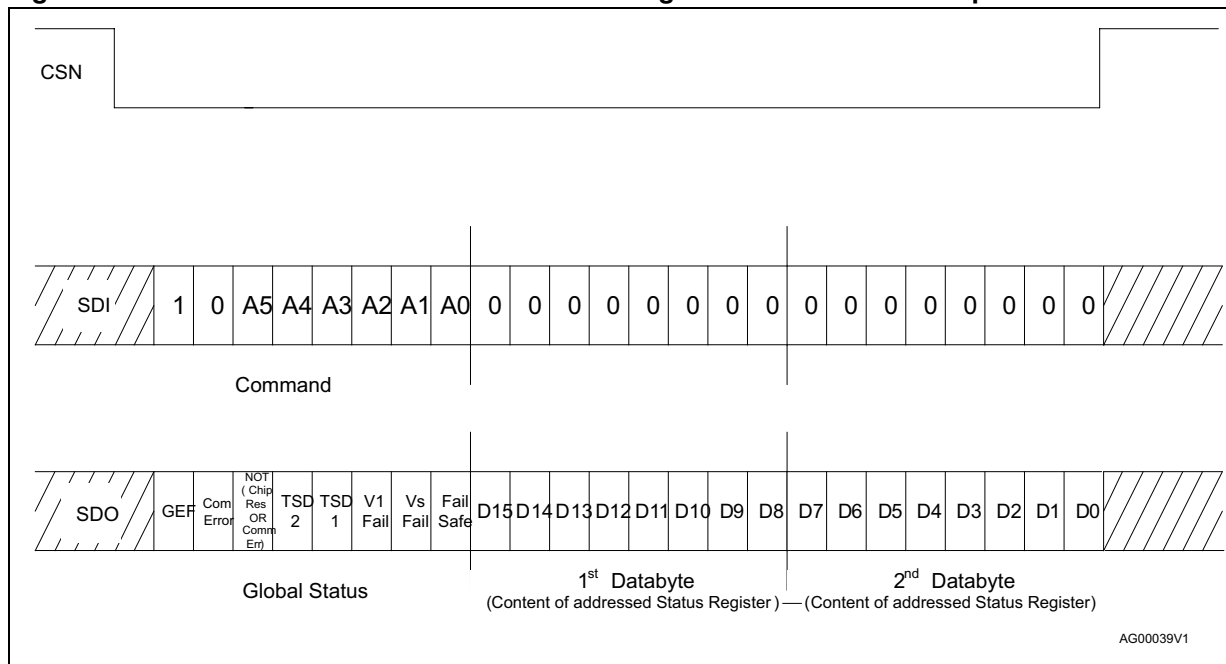 CSN
SDI 1 0 A5 A4 A3 A2 A1 A0 0 0 0 0 0 0 0 0 0 0 0 0 0 0 0 0
Command
SDO GEF Com Error NOT ( Chip Res OR Comm Err) TSD 2 TSD 1 V1 Fail Vs Fail Fail Safe D15 D14 D13 D12 D11 D10 D9 D8 D7 D6 D5 D4 D3 D2 D1 D0
Global Status
1st Databyte
(Content of addressed Status Register )
2nd Databyte
(Content of addressed Status Register)
AG00039V1